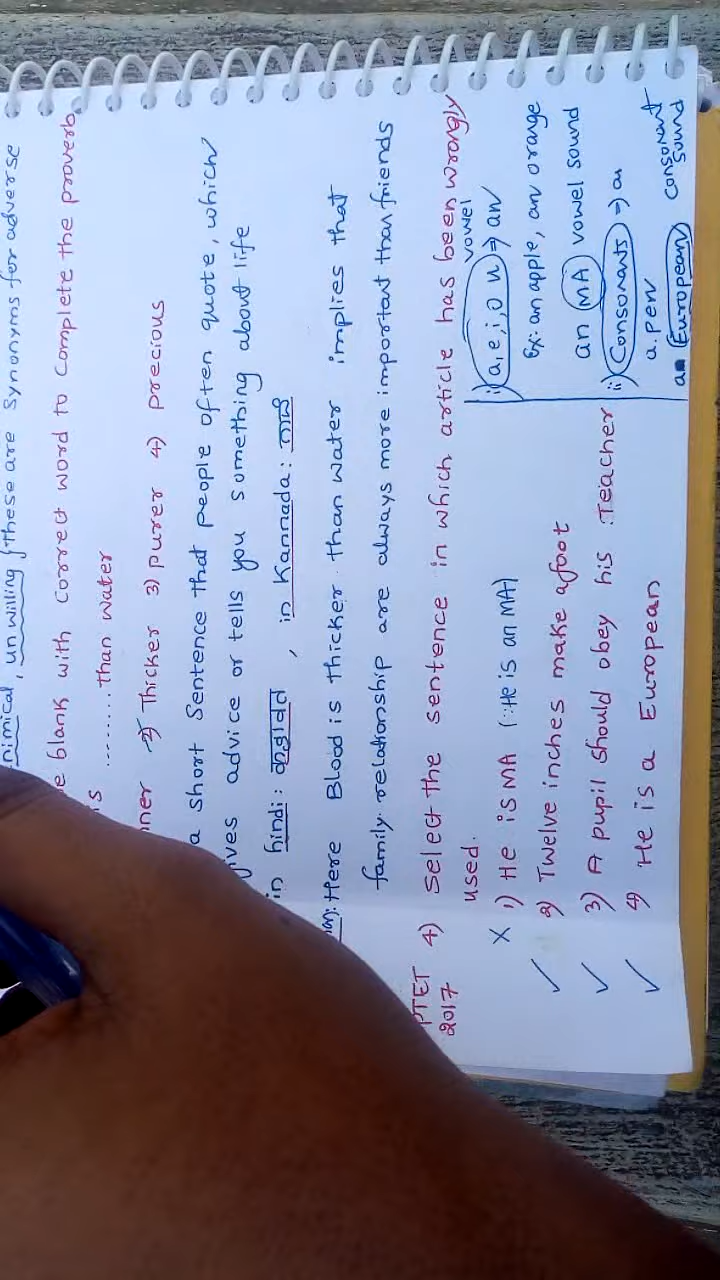 nimical, unwilling these are Synonyms for adverse
e blank with correct word to Complete the proverb
is ........ than water
nner 2) Thicker 3) purer 4) precious
a short Sentence that people often quote, which
ives advice or tells you something about life
in hindi: कहावत , in Kannada: ಗಾದೆ
Here Blood is thicker than water implies that
family relationship are always more important than friends
PTET 2017 4) Select the sentence in which article has been wrongly
used.
X 1) He is MA (∵He is an MA)
✓ 2) Twelve inches make a foot
✓ 3) A pupil should obey his Teacher
✓ 4) He is a European
vowel
i) a,e,i,o u ⇒ an
Ex: an apple, an orange
an MA vowel sound
ii) Consonants ⇒ a
a pen
a European consonant sound